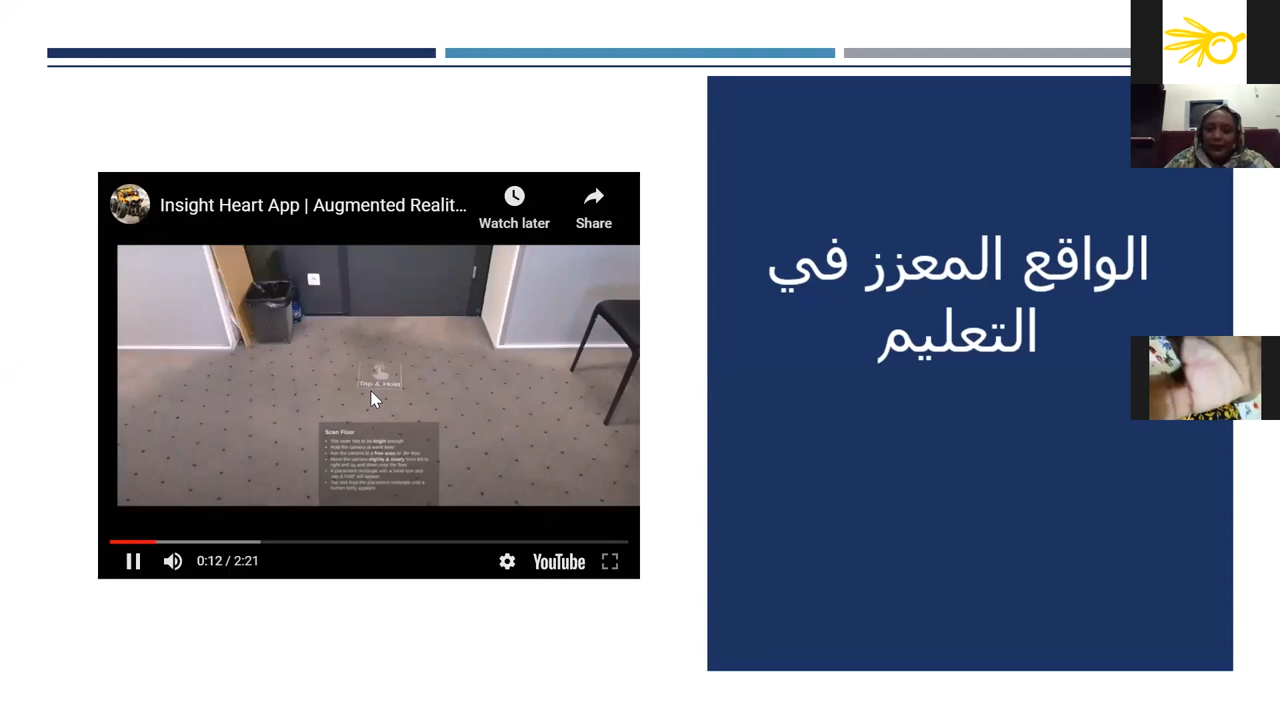 Insight Heart App | Augmented Realit...
Watch later
Share
Tap & Hold
Scan Floor
0:12 / 2:21
YouTube
الواقع المعزز في
التعليم